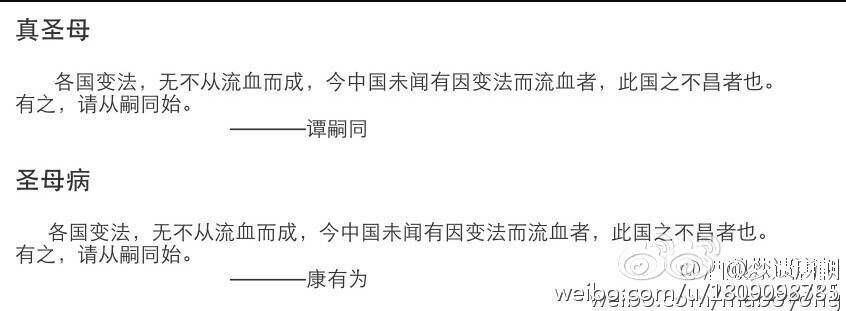 真圣母
各国变法，无不从流血而成，今中国未闻有因变法而流血者，此国之不昌者也。
有之，请从嗣同始。
————谭嗣同
圣母病
各国变法，无不从流血而成，今中国未闻有因变法而流血者，此国之不昌者也。
有之，请从嗣同始。
————康有为
weibo.com/u/1809098785